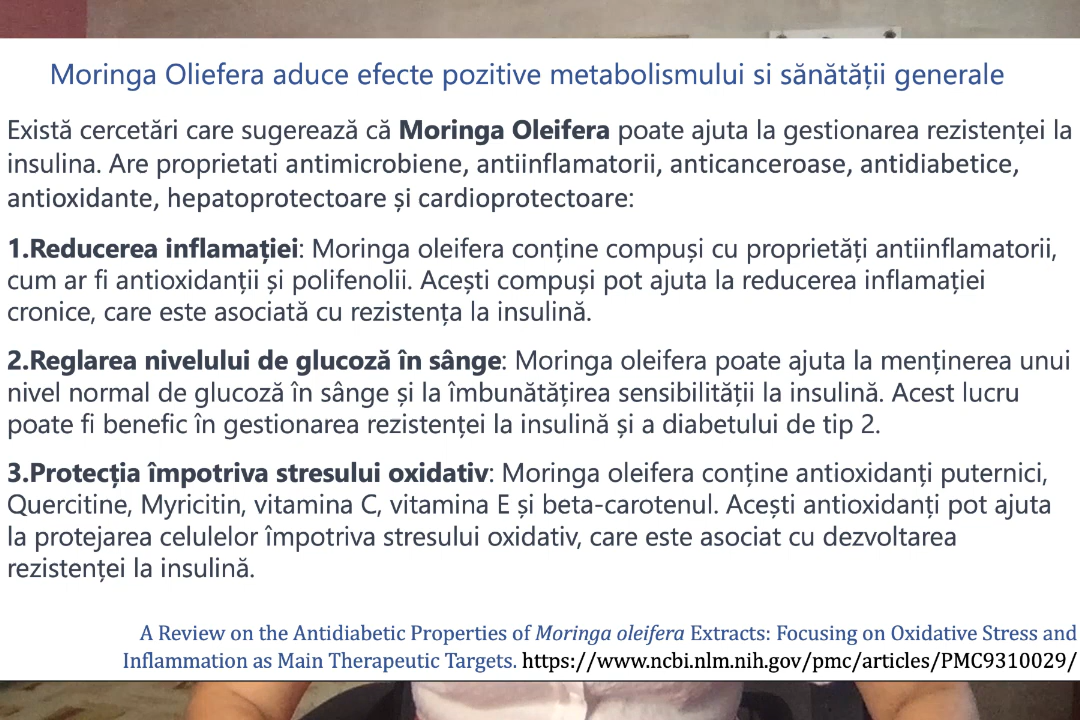 Moringa Oliefera aduce efecte pozitive metabolismului si sănătății generale
Există cercetări care sugerează că Moringa Oleifera poate ajuta la gestionarea rezistenței la
insulina. Are proprietati antimicrobiene, antiinflamatorii, anticanceroase, antidiabetice,
antioxidante, hepatoprotectoare și cardioprotectoare:
1.Reducerea inflamației: Moringa oleifera conține compuși cu proprietăți antiinflamatorii,
cum ar fi antioxidanții și polifenolii. Acești compuși pot ajuta la reducerea inflamației
cronice, care este asociată cu rezistența la insulină.
2.Reglarea nivelului de glucoză în sânge: Moringa oleifera poate ajuta la menținerea unui
nivel normal de glucoză în sânge și la îmbunătățirea sensibilității la insulină. Acest lucru
poate fi benefic în gestionarea rezistenței la insulină și a diabetului de tip 2.
3.Protecția împotriva stresului oxidativ: Moringa oleifera conține antioxidanți puternici,
Quercitine, Myricitin, vitamina C, vitamina E și beta-carotenul. Acești antioxidanți pot ajuta
la protejarea celulelor împotriva stresului oxidativ, care este asociat cu dezvoltarea
rezistenței la insulină.
A Review on the Antidiabetic Properties of Moringa oleifera Extracts: Focusing on Oxidative Stress and
Inflammation as Main Therapeutic Targets. https://www.ncbi.nlm.nih.gov/pmc/articles/PMC9310029/